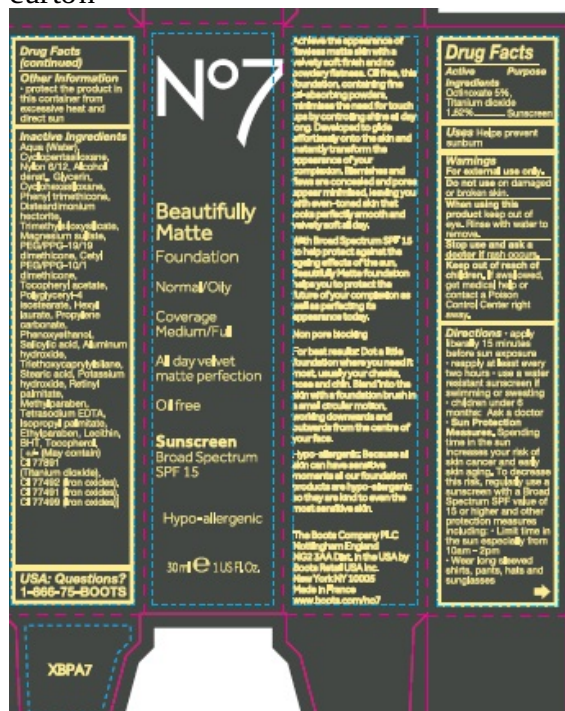 carton
Drug Facts
(continued)
Other Information
• protect the product in
this container from
excessive heat and
direct sun
Inactive Ingredients
Aqua (Water),
Cyclopentasiloxane,
Nylon 6/12, Alcohol
denat., Glycerin,
Cyclohexasiloxane,
Phenyl trimethicone,
Disteardimonium
hectorite,
Trimethylsiloxysilicate,
Magnesium sulfate,
PEG/PPG-19/19
dimethicone, Cetyl
PEG/PPG-10/1
dimethicone,
Tocopheryl acetate,
Polyglyceryl-4
isostearate, Hexyl
laurate, Propylene
carbonate,
Phenoxyethanol,
Salicylic acid, Aluminum
hydroxide,
Triethoxycaprylylsilane,
Stearic acid, Potassium
hydroxide, Retinyl
palmitate,
Methylparaben,
Tetrasodium EDTA,
Isopropyl palmitate,
Ethylparaben, Lecithin,
BHT, Tocopherol,
[ +/- (May contain)
CI 77891
(Titanium dioxide),
CI 77492 (Iron oxides),
CI 77491 (Iron oxides),
CI 77499 (Iron oxides)]
USA: Questions?
1-866-75-BOOTS
No7
Beautifully
Matte
Foundation
Normal/Oily
Coverage
Medium/Full
All day velvet
matte perfection
Oil free
Sunscreen
Broad Spectrum
SPF 15
Hypo-allergenic
30 ml e 1 US Fl. Oz.
Achieve the appearance of
flawless matte skin with a
velvety soft finish and no
powdery flatness. Oil free, this
foundation, containing fine
oil-absorbing powders,
minimises the need for touch
ups by controlling shine all day
long. Developed to glide
effortlessly onto the skin and
instantly transform the
appearance of your
complexion. Blemishes and
flaws are concealed and pores
appear minimised, leaving you
with even-toned skin that
looks perfectly smooth and
velvety soft all day.
With Broad Spectrum SPF 15
to help protect against the
ageing effects of the sun,
Beautifully Matte foundation
helps you to protect the
future of your complexion as
well as perfecting its
appearance today.
Non pore blocking
For best results: Dot a little
foundation where you need it
most, usually your cheeks,
nose and chin. Blend into the
skin with a foundation brush in
a small circular motion,
working downwards and
outwards from the centre of
your face.
Hypo-allergenic: Because all
skin can have sensitive
moments all our foundation
products are hypo-allergenic
so they are kind to even the
most sensitive skin.
The Boots Company PLC
Nottingham England
NG2 3AA Dist. in the USA by
Boots Retail USA Inc.
New York NY 10005
Made in France
www.boots.com/no7
Drug Facts
Active Purpose
Ingredients
Octinoxate 5%,
Titanium dioxide
1.82% Sunscreen
Uses Helps prevent
sunburn
Warnings
For external use only.
Do not use on damaged
or broken skin.
When using this
product keep out of
eye. Rinse with water to
remove.
Stop use and ask a
doctor if rash occurs.
Keep out of reach of
children. If swallowed,
get medical help or
contact a Poison
Control Center right
away.
Directions • apply
liberally 15 minutes
before sun exposure
• reapply at least every
two hours • use a water
resistant sunscreen if
swimming or sweating
• children under 6
months: Ask a doctor
• Sun Protection
Measures. Spending
time in the sun
increases your risk of
skin cancer and early
skin aging. To decrease
this risk, regularly use a
sunscreen with a Broad
Spectrum SPF value of
15 or higher and other
protection measures
including: • Limit time in
the sun especially from
10am – 2pm
• Wear long sleeved
shirts, pants, hats and
sunglasses
XBPA7